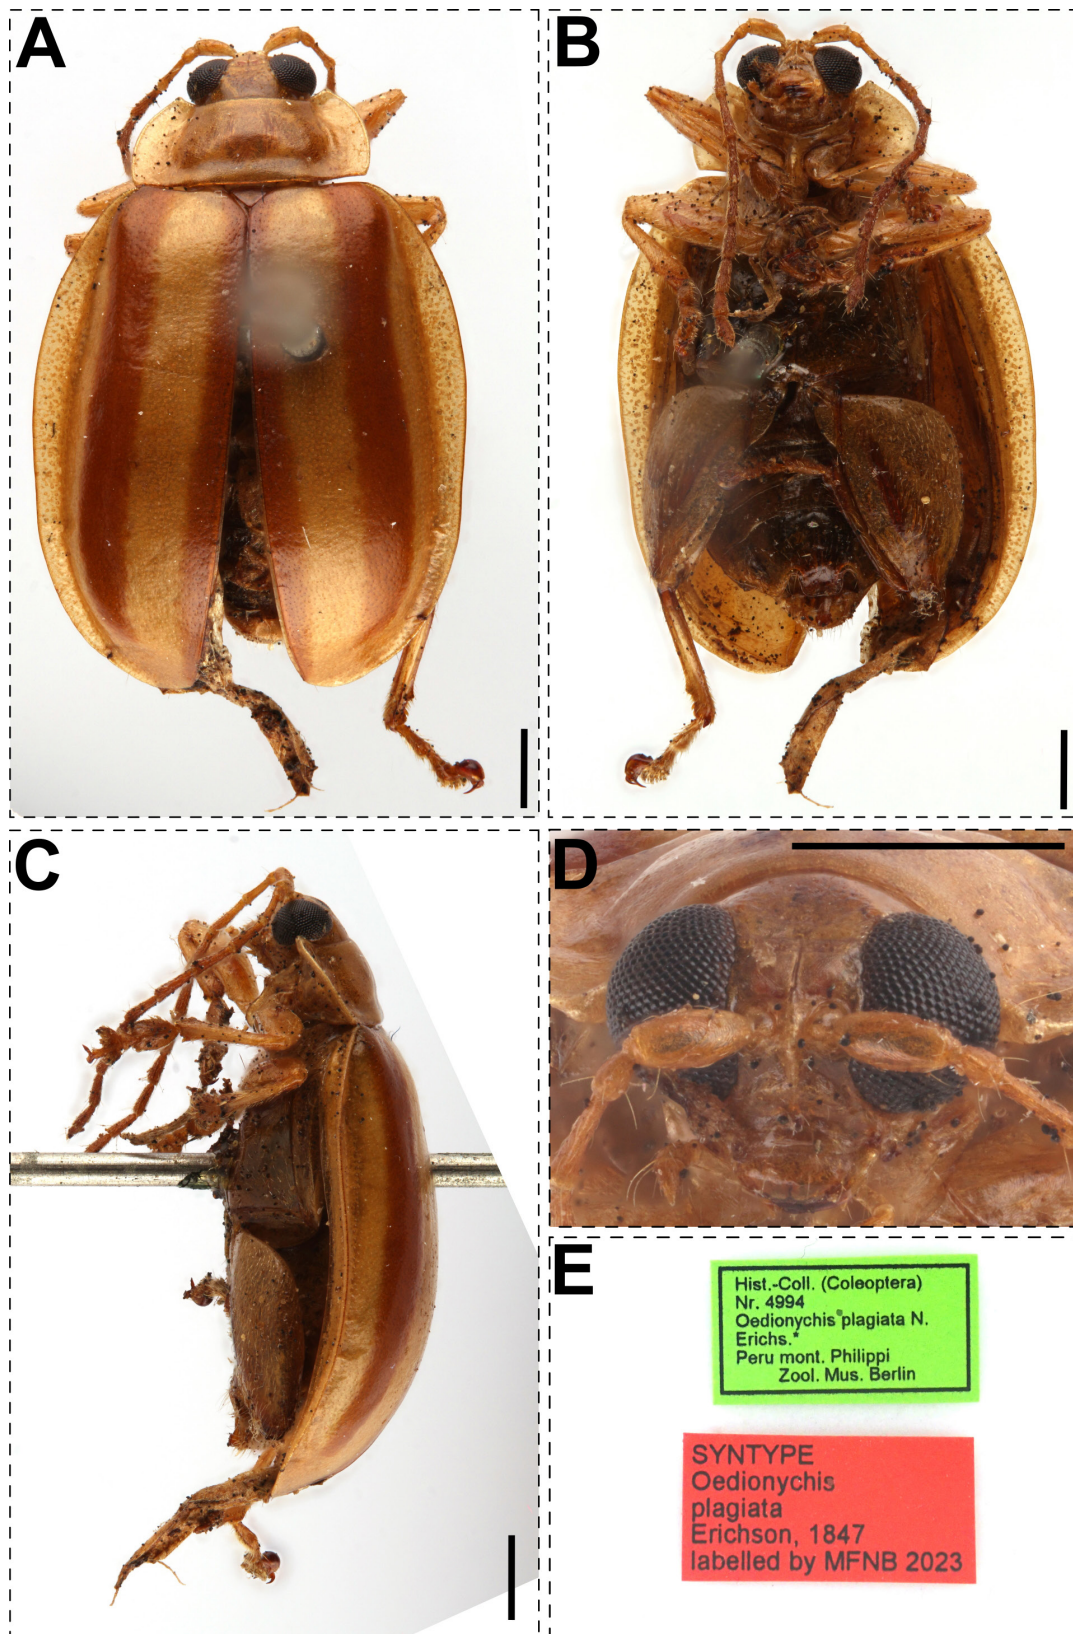 A
B
C
D
E
Hist.-Coll. (Coleoptera)
Nr. 4994
Oedionychis plagiata N.
Erichs.*
Peru mont. Philippi
Zool. Mus. Berlin
SYNTYPE
Oedionychis
plagiata
Erichson, 1847
labelled by MFNB 2023